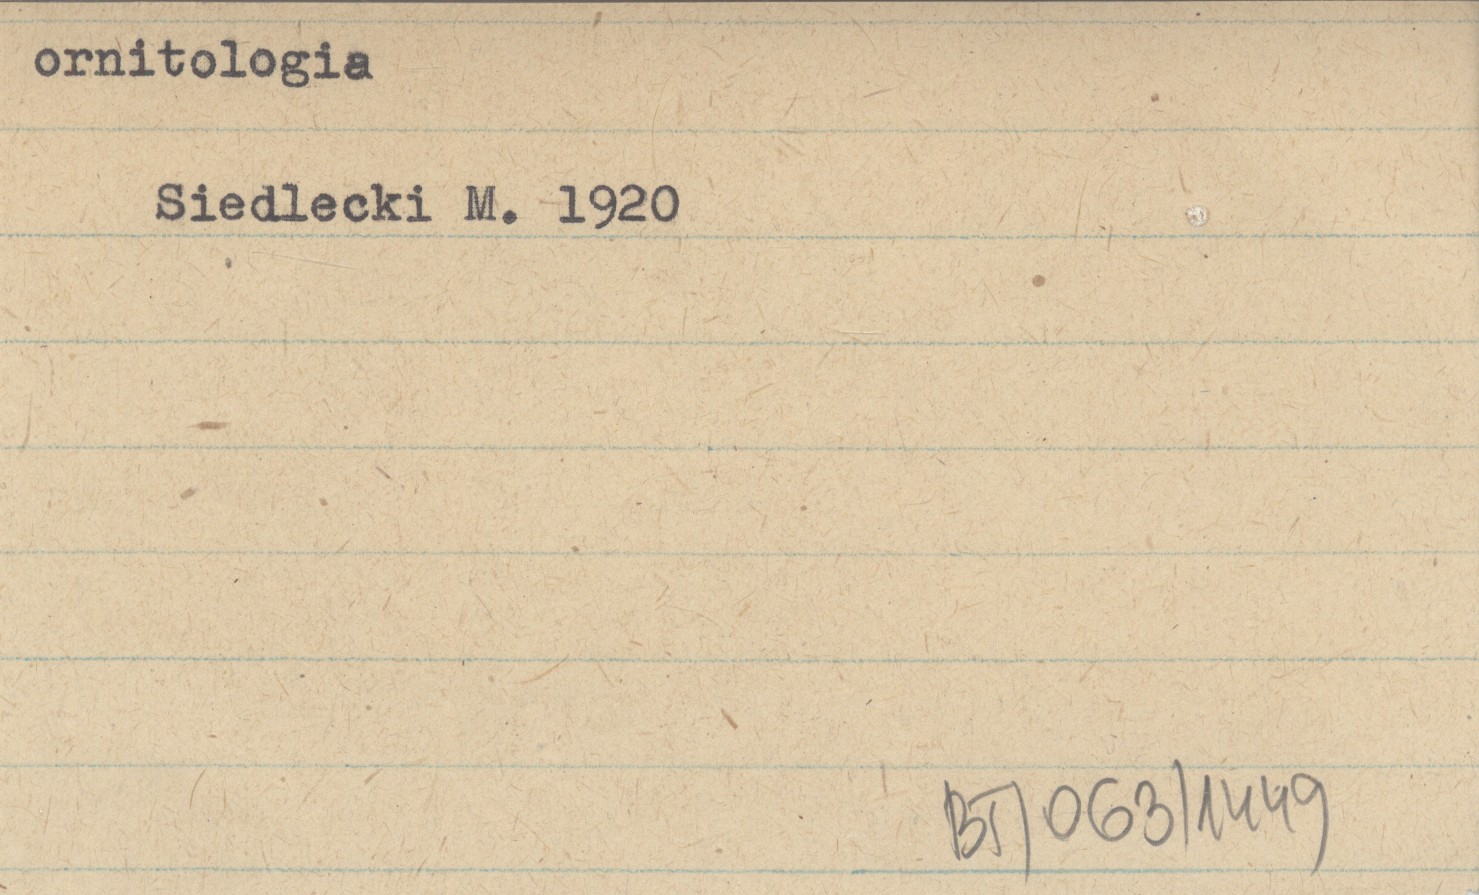 ornitologia
Siedlecki M. 1920
BJ/063/1449